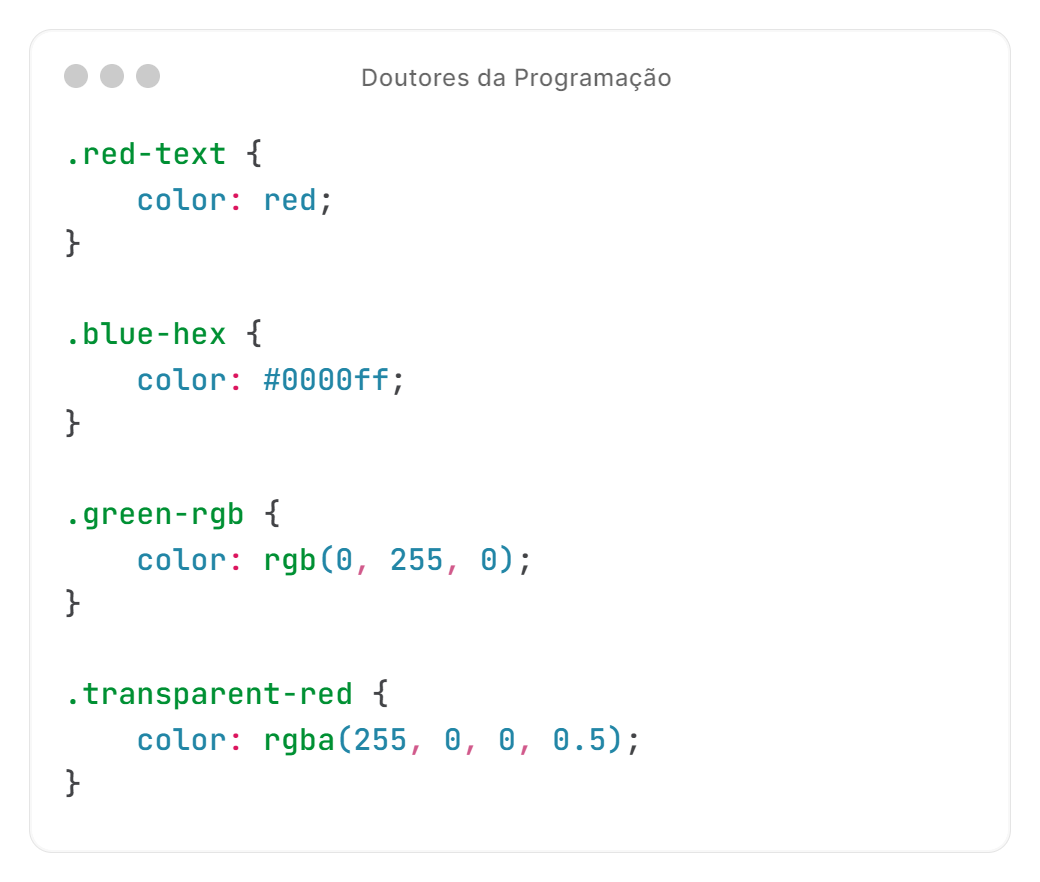 Doutores da Programação
.red-text {
    color: red;
}
.blue-hex {
    color: #0000ff;
}
.green-rgb {
    color: rgb(0, 255, 0);
}
.transparent-red {
    color: rgba(255, 0, 0, 0.5);
}